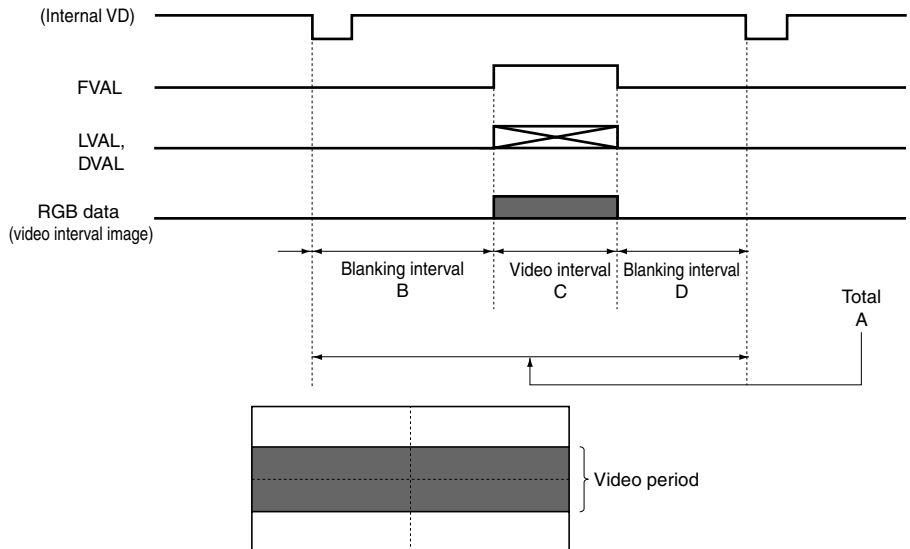 (Internal VD)
FVAL
LVAL,
DVAL
RGB data
(video interval image)
Blanking interval
B
Video interval
C
Blanking interval
D
Total
A
Video period